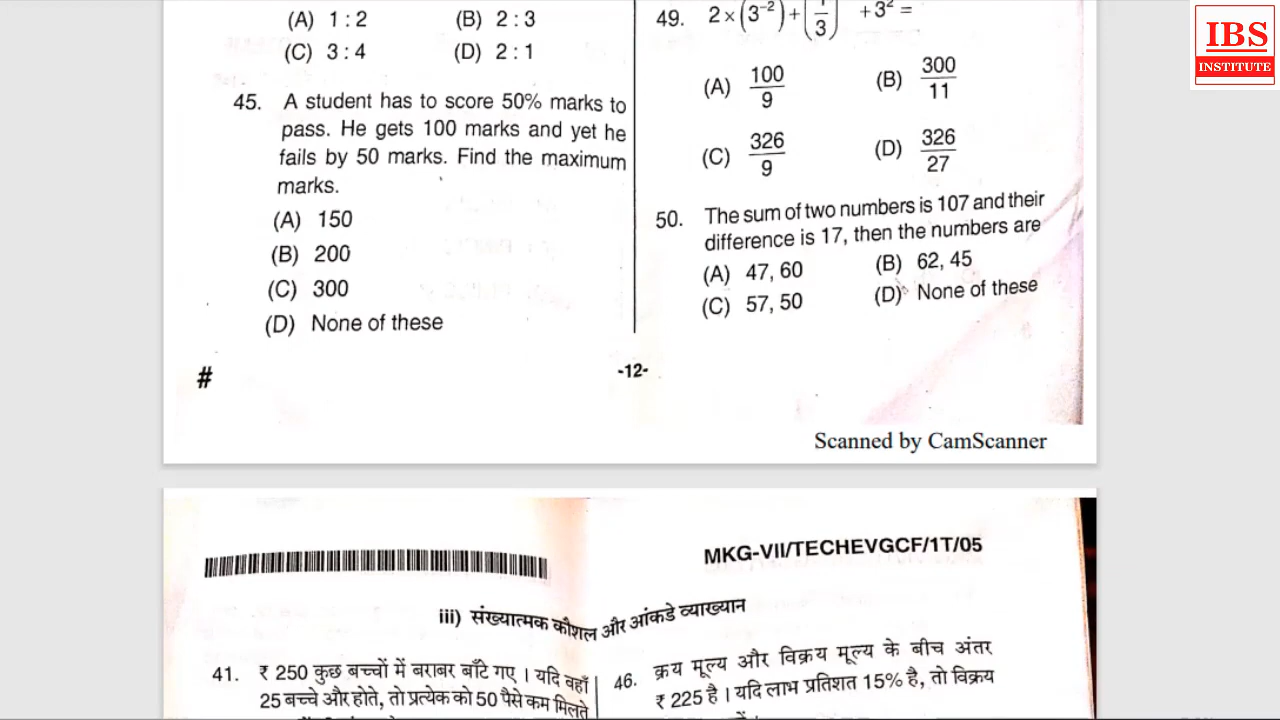 IBS
INSTITUTE
(A) 1 : 2 (B) 2 : 3
(C) 3 : 4 (D) 2 : 1
45. A student has to score 50% marks to
pass. He gets 100 marks and yet he
fails by 50 marks. Find the maximum
marks.
(A) 150
(B) 200
(C) 300
(D) None of these
49. 2 × (3⁻²) + (1/3) + 3² =
(A) 100/9 (B) 300/11
(C) 326/9 (D) 326/27
50. The sum of two numbers is 107 and their
difference is 17, then the numbers are
(A) 47, 60 (B) 62, 45
(C) 57, 50 (D) None of these
# -12-
Scanned by CamScanner
MKG-VII/TECHEVGCF/1T/05
iii) संख्यात्मक कौशल और आंकडे व्याख्यान
41. ₹ 250 कुछ बच्चों में बराबर बाँटे गए । यदि वहाँ
25 बच्चे और होते, तो प्रत्येक को 50 पैसे कम मिलते
46. क्रय मूल्य और विक्रय मूल्य के बीच अंतर
₹ 225 है । यदि लाभ प्रतिशत 15% है, तो विक्रय